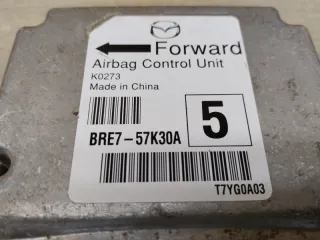 Forward
Airbag Control Unit
K0273
Made in China
BRE7-57K30A
5
T7YG0A03